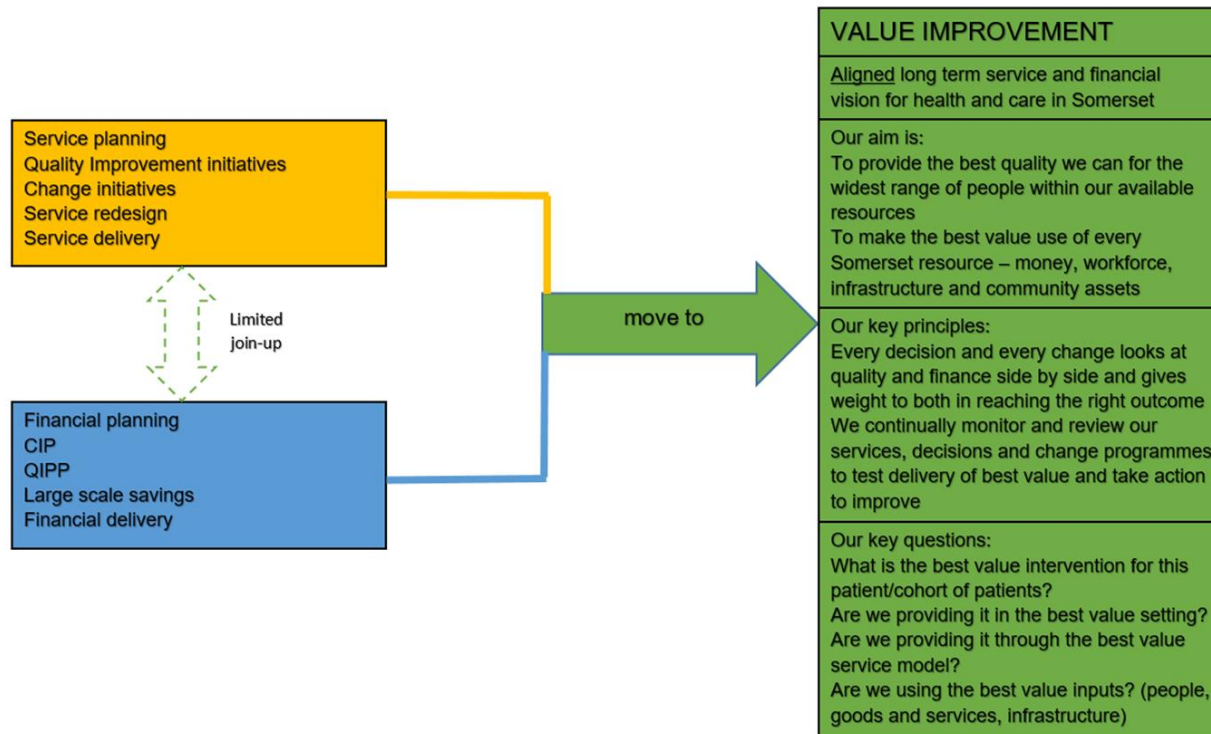 Service planning
Quality Improvement initiatives
Change initiatives
Service redesign
Service delivery
Limited
join-up
Financial planning
CIP
QIPP
Large scale savings
Financial delivery
move to
VALUE IMPROVEMENT
Aligned long term service and financial
vision for health and care in Somerset
Our aim is:
To provide the best quality we can for the
widest range of people within our available
resources
To make the best value use of every
Somerset resource – money, workforce,
infrastructure and community assets
Our key principles:
Every decision and every change looks at
quality and finance side by side and gives
weight to both in reaching the right outcome
We continually monitor and review our
services, decisions and change programmes
to test delivery of best value and take action
to improve
Our key questions:
What is the best value intervention for this
patient/cohort of patients?
Are we providing it in the best value setting?
Are we providing it through the best value
service model?
Are we using the best value inputs? (people,
goods and services, infrastructure)